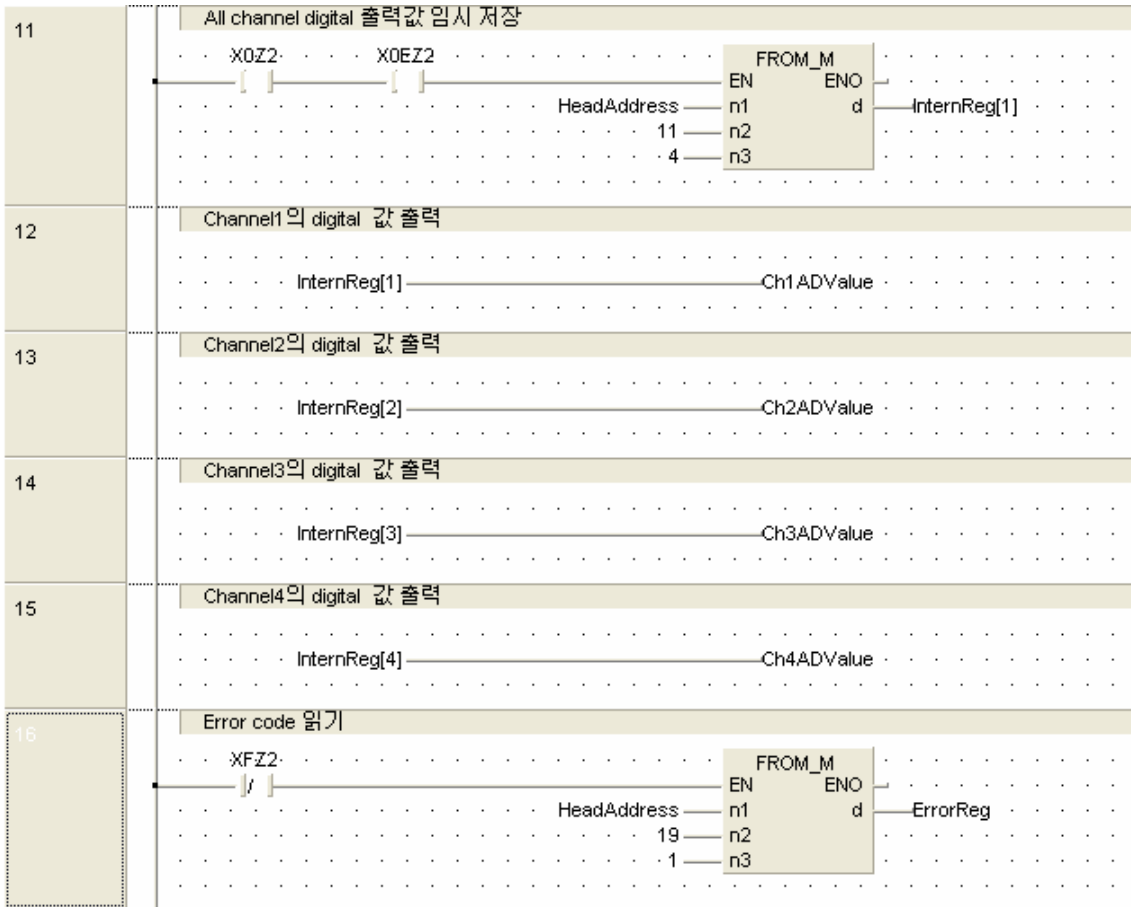 11
All channel digital 출력값 임시 저장
X0Z2 X0EZ2 FROM_M
EN ENO
HeadAddress n1 d InternReg[1]
11 n2
4 n3
12
Channel1의 digital 값 출력
InternReg[1] Ch1ADValue
13
Channel2의 digital 값 출력
InternReg[2] Ch2ADValue
14
Channel3의 digital 값 출력
InternReg[3] Ch3ADValue
15
Channel4의 digital 값 출력
InternReg[4] Ch4ADValue
16
Error code 읽기
XFZ2 FROM_M
EN ENO
HeadAddress n1 d ErrorReg
19 n2
1 n3